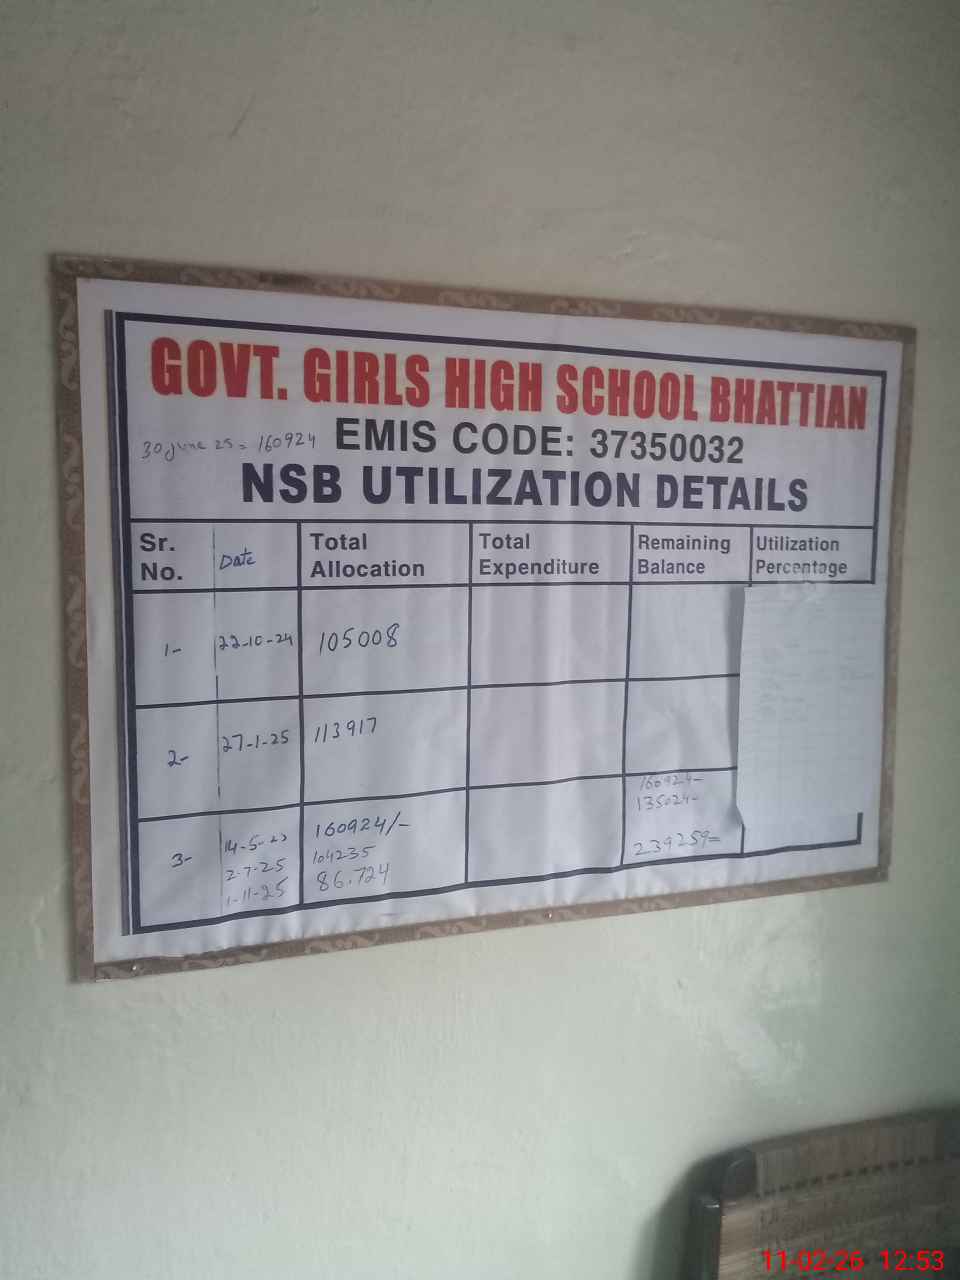 GOVT. GIRLS HIGH SCHOOL BHATTIAN
30 June 25 = 160924 EMIS CODE: 37350032
NSB UTILIZATION DETAILS
Sr. No. Date Total Allocation Total Expenditure Remaining Balance Utilization Percentage
1- 22-10-24 105008
2- 27-1-25 113917
160924-
135024-
3- 14-5-25 160924/- 
2-7-25 104235 239259=
1-11-25 86,724
11-02-26 12:53